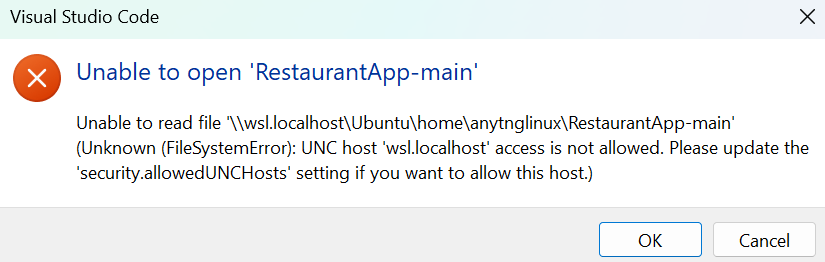 Visual Studio Code
Unable to open 'RestaurantApp-main'
Unable to read file '\\wsl.localhost\Ubuntu\home\anytnglinux\RestaurantApp-main'
(Unknown (FileSystemError): UNC host 'wsl.localhost' access is not allowed. Please update the
'security.allowedUNCHosts' setting if you want to allow this host.)
OK
Cancel